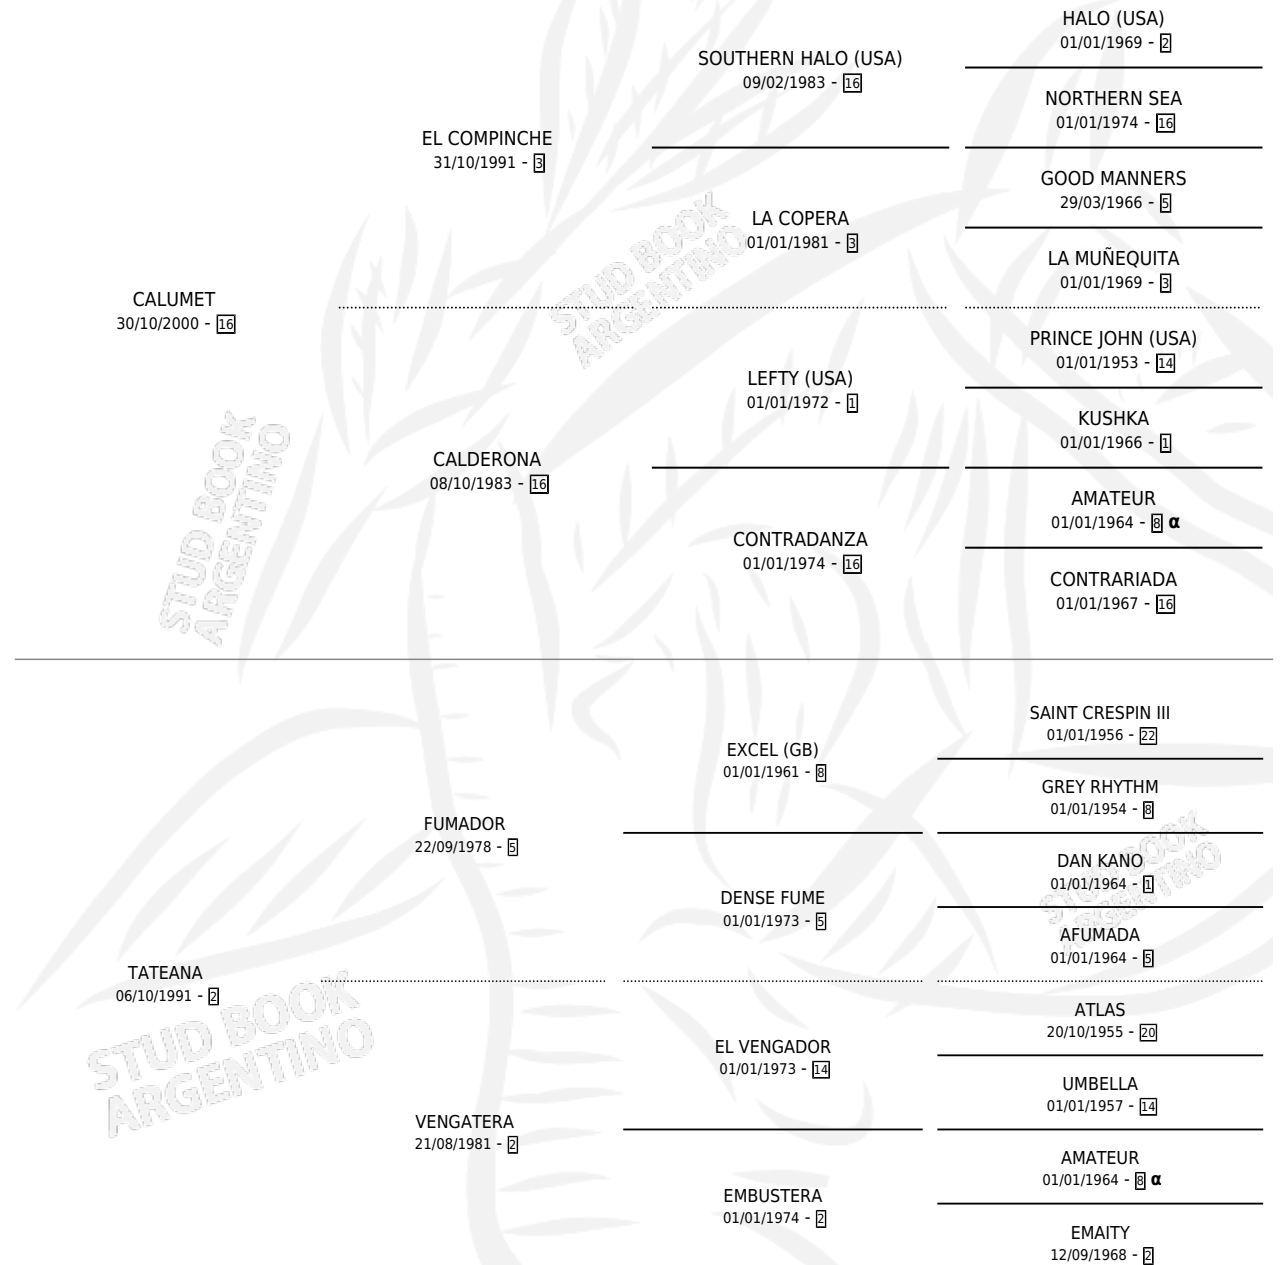 HALO (USA)
01/01/1969 - 2
SOUTHERN HALO (USA)
09/02/1983 - 16
NORTHERN SEA
01/01/1974 - 16
EL COMPINCHE
31/10/1991 - 3
GOOD MANNERS
29/03/1966 - 5
LA COPERA
01/01/1981 - 3
LA MUÑEQUITA
01/01/1969 - 3
CALUMET
30/10/2000 - 16
PRINCE JOHN (USA)
01/01/1953 - 14
LEFTY (USA)
01/01/1972 - 1
KUSHKA
01/01/1966 - 1
CALDERONA
08/10/1983 - 16
AMATEUR
01/01/1964 - 8 α
CONTRADANZA
01/01/1974 - 16
CONTRARIADA
01/01/1967 - 16
STUD BOOK
ARGENTINO
STUD BOOK
ARGENTINO
SAINT CRESPIN III
01/01/1956 - 22
EXCEL (GB)
01/01/1961 - 8
GREY RHYTHM
01/01/1954 - 8
FUMADOR
22/09/1978 - 5
DAN KANO
01/01/1964 - 1
DENSE FUME
01/01/1973 - 5
AFUMADA
01/01/1964 - 5
TATEANA
06/10/1991 - 2
ATLAS
20/10/1955 - 20
EL VENGADOR
01/01/1973 - 14
UMBELLA
01/01/1957 - 14
VENGATERA
21/08/1981 - 2
AMATEUR
01/01/1964 - 8 α
EMBUSTERA
01/01/1974 - 2
EMAITY
12/09/1968 - 2
STUD BOOK
ARGENTINO
STUD BOOK
ARGENTINO